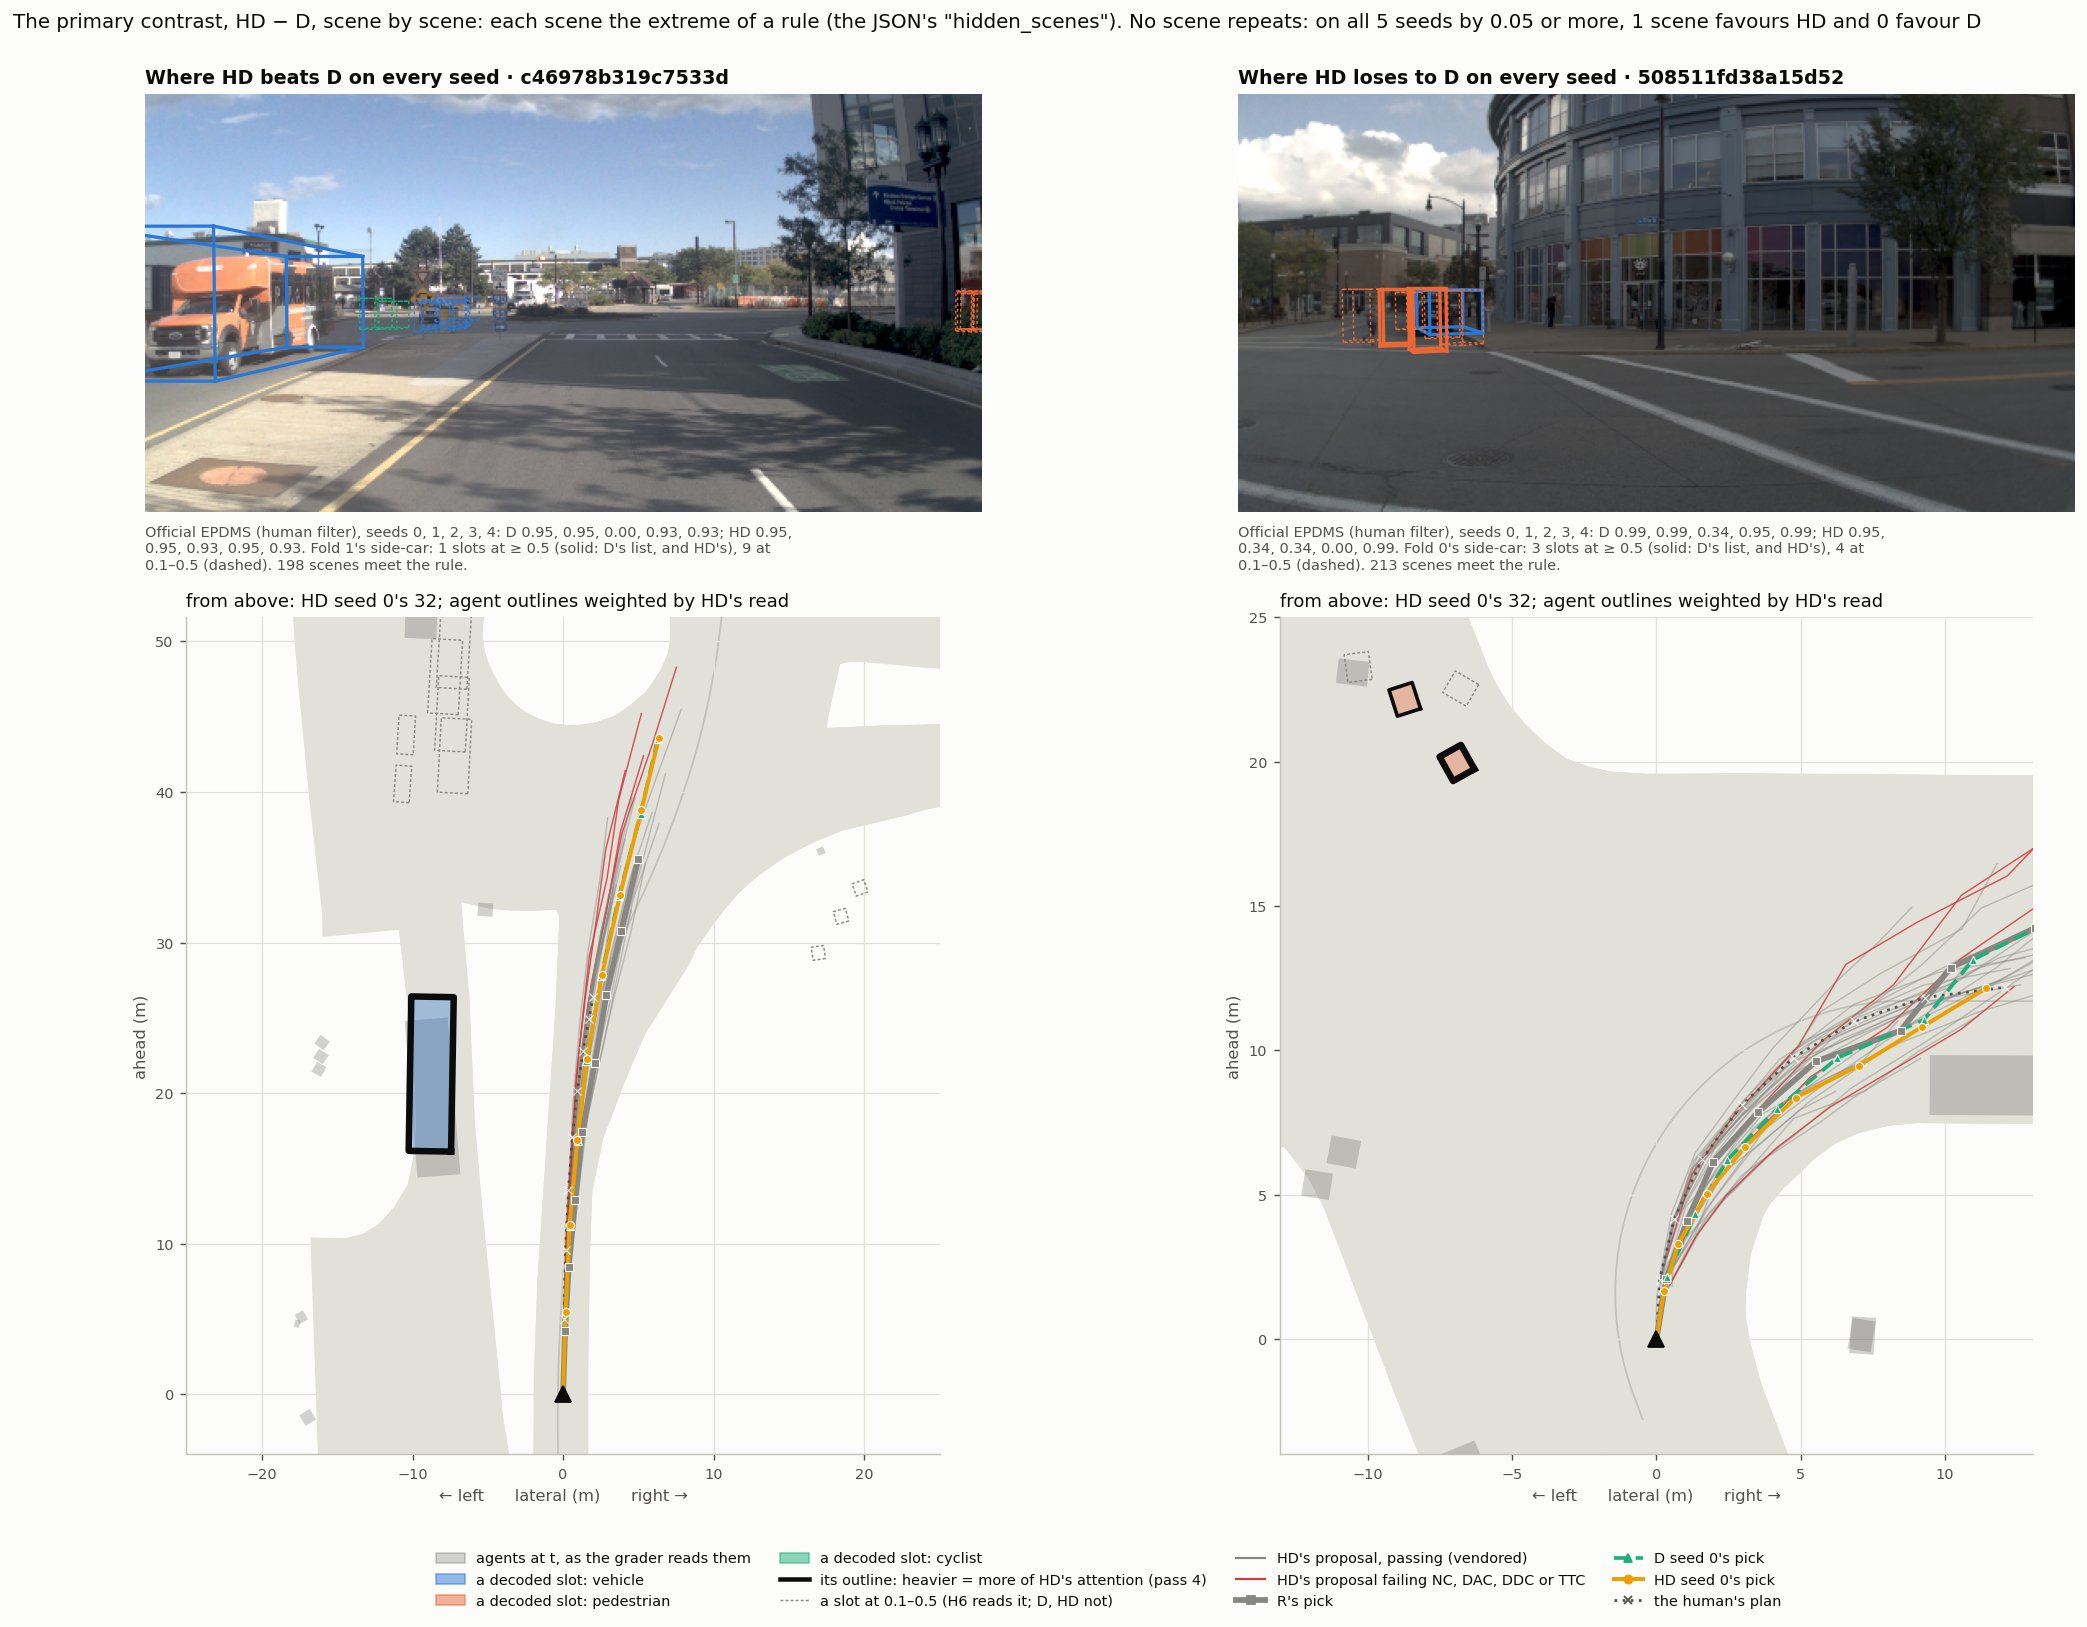 The primary contrast, HD − D, scene by scene: each scene the extreme of a rule (the JSON's "hidden_scenes"). No scene repeats: on all 5 seeds by 0.05 or more, 1 scene favours HD and 0 favour D
Where HD beats D on every seed · c46978b319c7533d
Official EPDMS (human filter), seeds 0, 1, 2, 3, 4: D 0.95, 0.95, 0.00, 0.93, 0.93; HD 0.95,
0.95, 0.93, 0.95, 0.93. Fold 1's side-car: 1 slots at ≥ 0.5 (solid: D's list, and HD's), 9 at
0.1–0.5 (dashed). 198 scenes meet the rule.
from above: HD seed 0's 32; agent outlines weighted by HD's read
50
40
30
20
10
0
ahead (m)
−20
−10
0
10
20
← left lateral (m) right →
Where HD loses to D on every seed · 508511fd38a15d52
Official EPDMS (human filter), seeds 0, 1, 2, 3, 4: D 0.99, 0.99, 0.34, 0.95, 0.99; HD 0.95,
0.34, 0.34, 0.00, 0.99. Fold 0's side-car: 3 slots at ≥ 0.5 (solid: D's list, and HD's), 4 at
0.1–0.5 (dashed). 213 scenes meet the rule.
from above: HD seed 0's 32; agent outlines weighted by HD's read
25
20
15
10
5
0
ahead (m)
−10
−5
0
5
10
← left lateral (m) right →
agents at t, as the grader reads them
a decoded slot: vehicle
a decoded slot: pedestrian
a decoded slot: cyclist
its outline: heavier = more of HD's attention (pass 4)
a slot at 0.1–0.5 (H6 reads it; D, HD not)
HD's proposal, passing (vendored)
HD's proposal failing NC, DAC, DDC or TTC
R's pick
D seed 0's pick
HD seed 0's pick
the human's plan